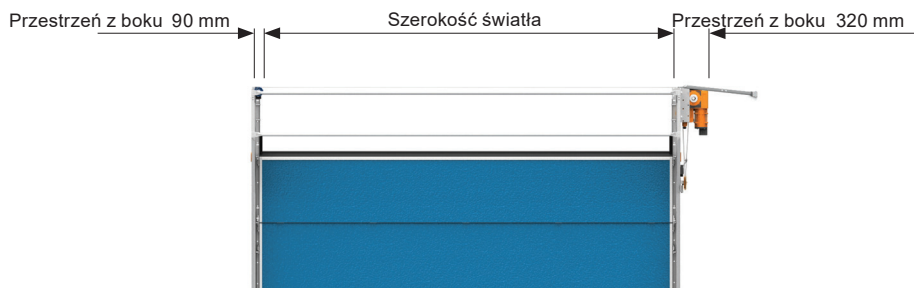 Przestrzeń z boku 90 mm
Szerokość światła
Przestrzeń z boku 320 mm